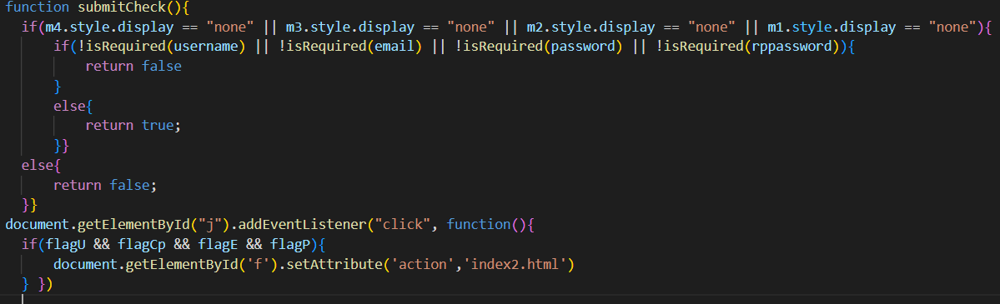 function submitCheck(){
if(m4.style.display == "none" || m3.style.display == "none" || m2.style.display == "none" || m1.style.display == "none"){
if(!isRequired(username) || !isRequired(email) || !isRequired(password) || !isRequired(rppassword)){
return false
}
else{
return true;
}}
else{
return false;
}}
document.getElementById("j").addEventListener("click", function(){
if(flagU && flagCp && flagE && flagP){
document.getElementById('f').setAttribute('action','index2.html')
} })